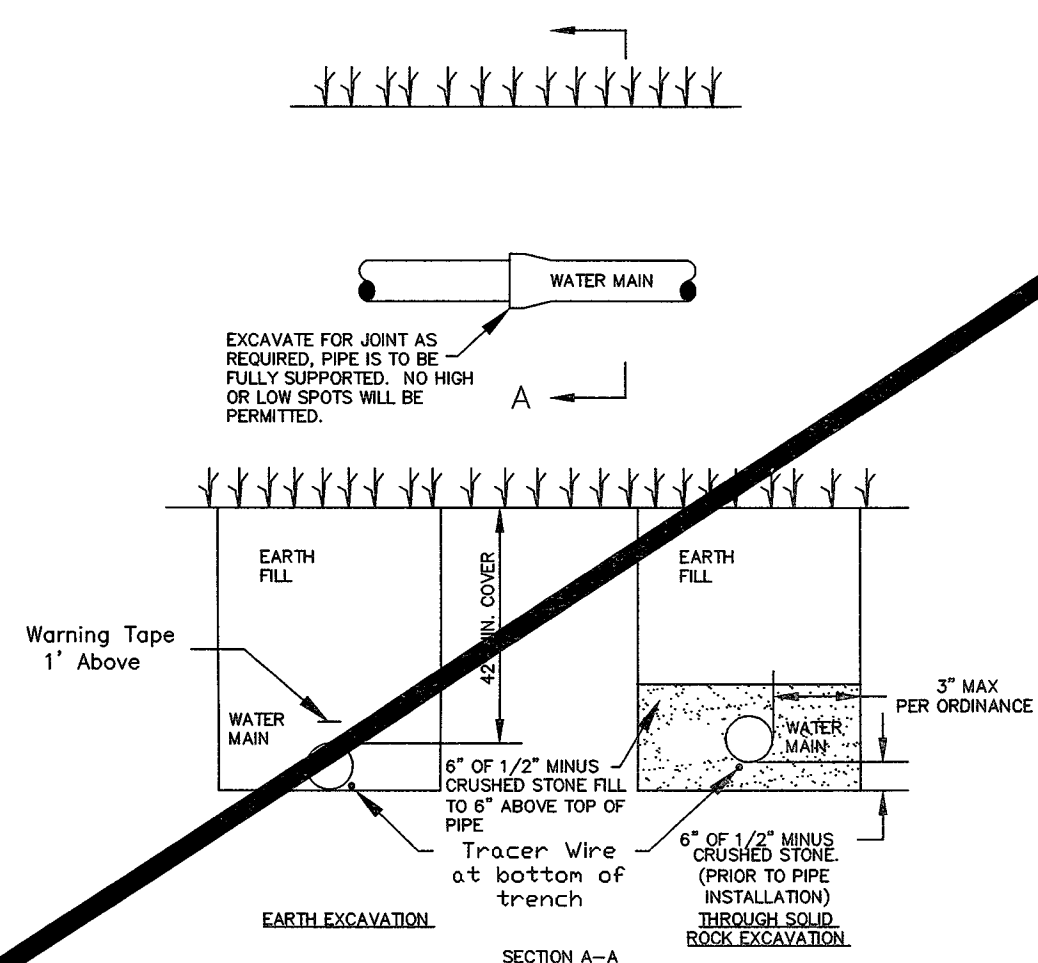 WATER MAIN
EXCAVATE FOR JOINT AS
REQUIRED, PIPE IS TO BE
FULLY SUPPORTED. NO HIGH
OR LOW SPOTS WILL BE
PERMITTED.
A
EARTH
FILL
Warning Tape
1' Above
WATER
MAIN
42" MIN. COVER
EARTH
FILL
3" MAX
PER ORDINANCE
WATER
MAIN
6" OF 1/2" MINUS
CRUSHED STONE FILL
TO 6" ABOVE TOP OF
PIPE
Tracer Wire
at bottom of
trench
6" OF 1/2" MINUS
CRUSHED STONE.
(PRIOR TO PIPE
INSTALLATION)
EARTH EXCAVATION
THROUGH SOLID
ROCK EXCAVATION
SECTION A-A